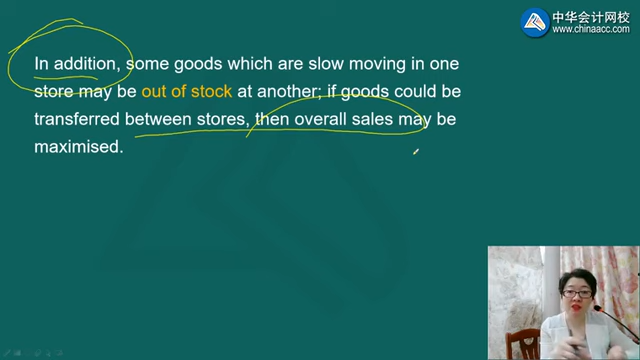 中华会计网校
www.chinaacc.com
In addition, some goods which are slow moving in one
store may be out of stock at another; if goods could be
transferred between stores, then overall sales may be
maximised.